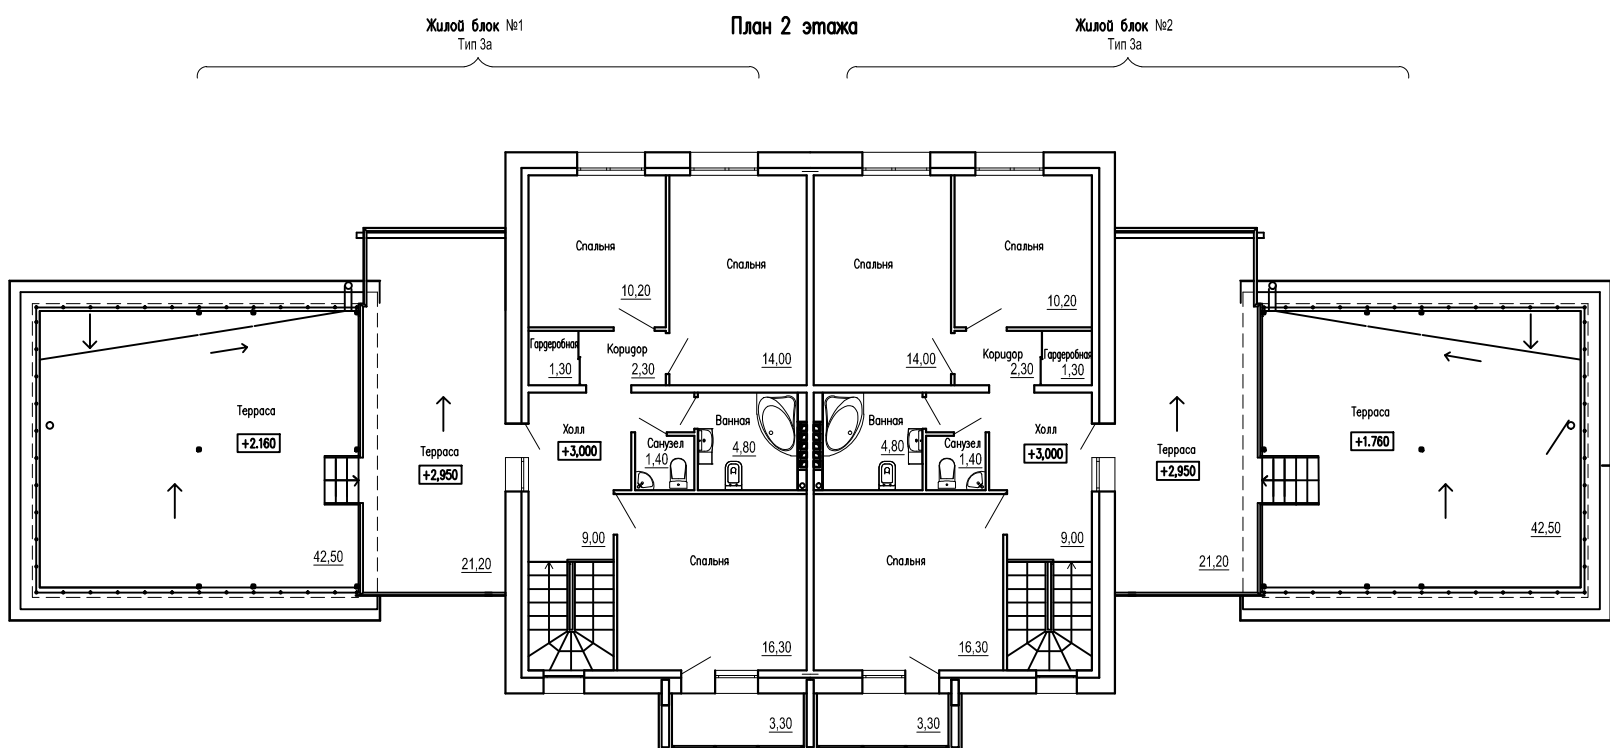 План 2 этажа
Жилой блок №1
Тип 3а
Жилой блок №2
Тип 3а
Спальня
10,20
Спальня
14,00
Спальня
14,00
Спальня
10,20
Гардеробная
1,30
Коридор
2,30
Коридор
2,30
Гардеробная
1,30
Терраса
+2.160
42,50
Терраса
+2,950
21,20
Холл
+3,000
9,00
Санузел
1,40
Ванная
4,80
Ванная
4,80
Санузел
1,40
Холл
+3,000
9,00
Терраса
+2,950
21,20
Терраса
+1.760
42,50
Спальня
16,30
Спальня
16,30
3,30
3,30